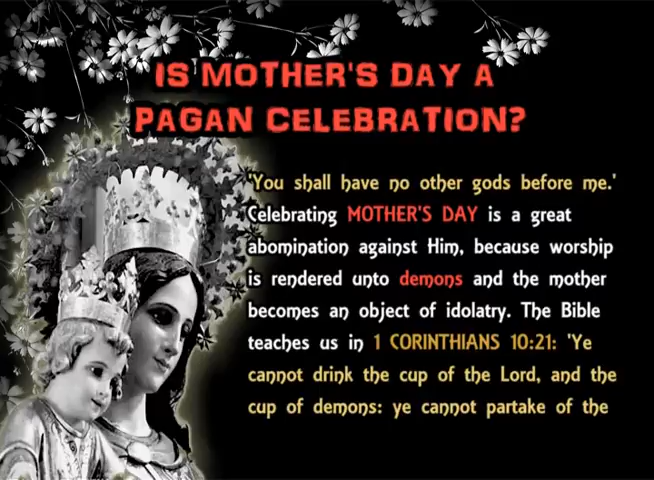 IS MOTHER'S DAY A
PAGAN CELEBRATION?
'You shall have no other gods before me.'
Celebrating MOTHER'S DAY is a great
abomination against Him, because worship
is rendered unto demons and the mother
becomes an object of idolatry. The Bible
teaches us in 1 CORINTHIANS 10:21: 'Ye
cannot drink the cup of the Lord, and the
cup of demons: ye cannot partake of the